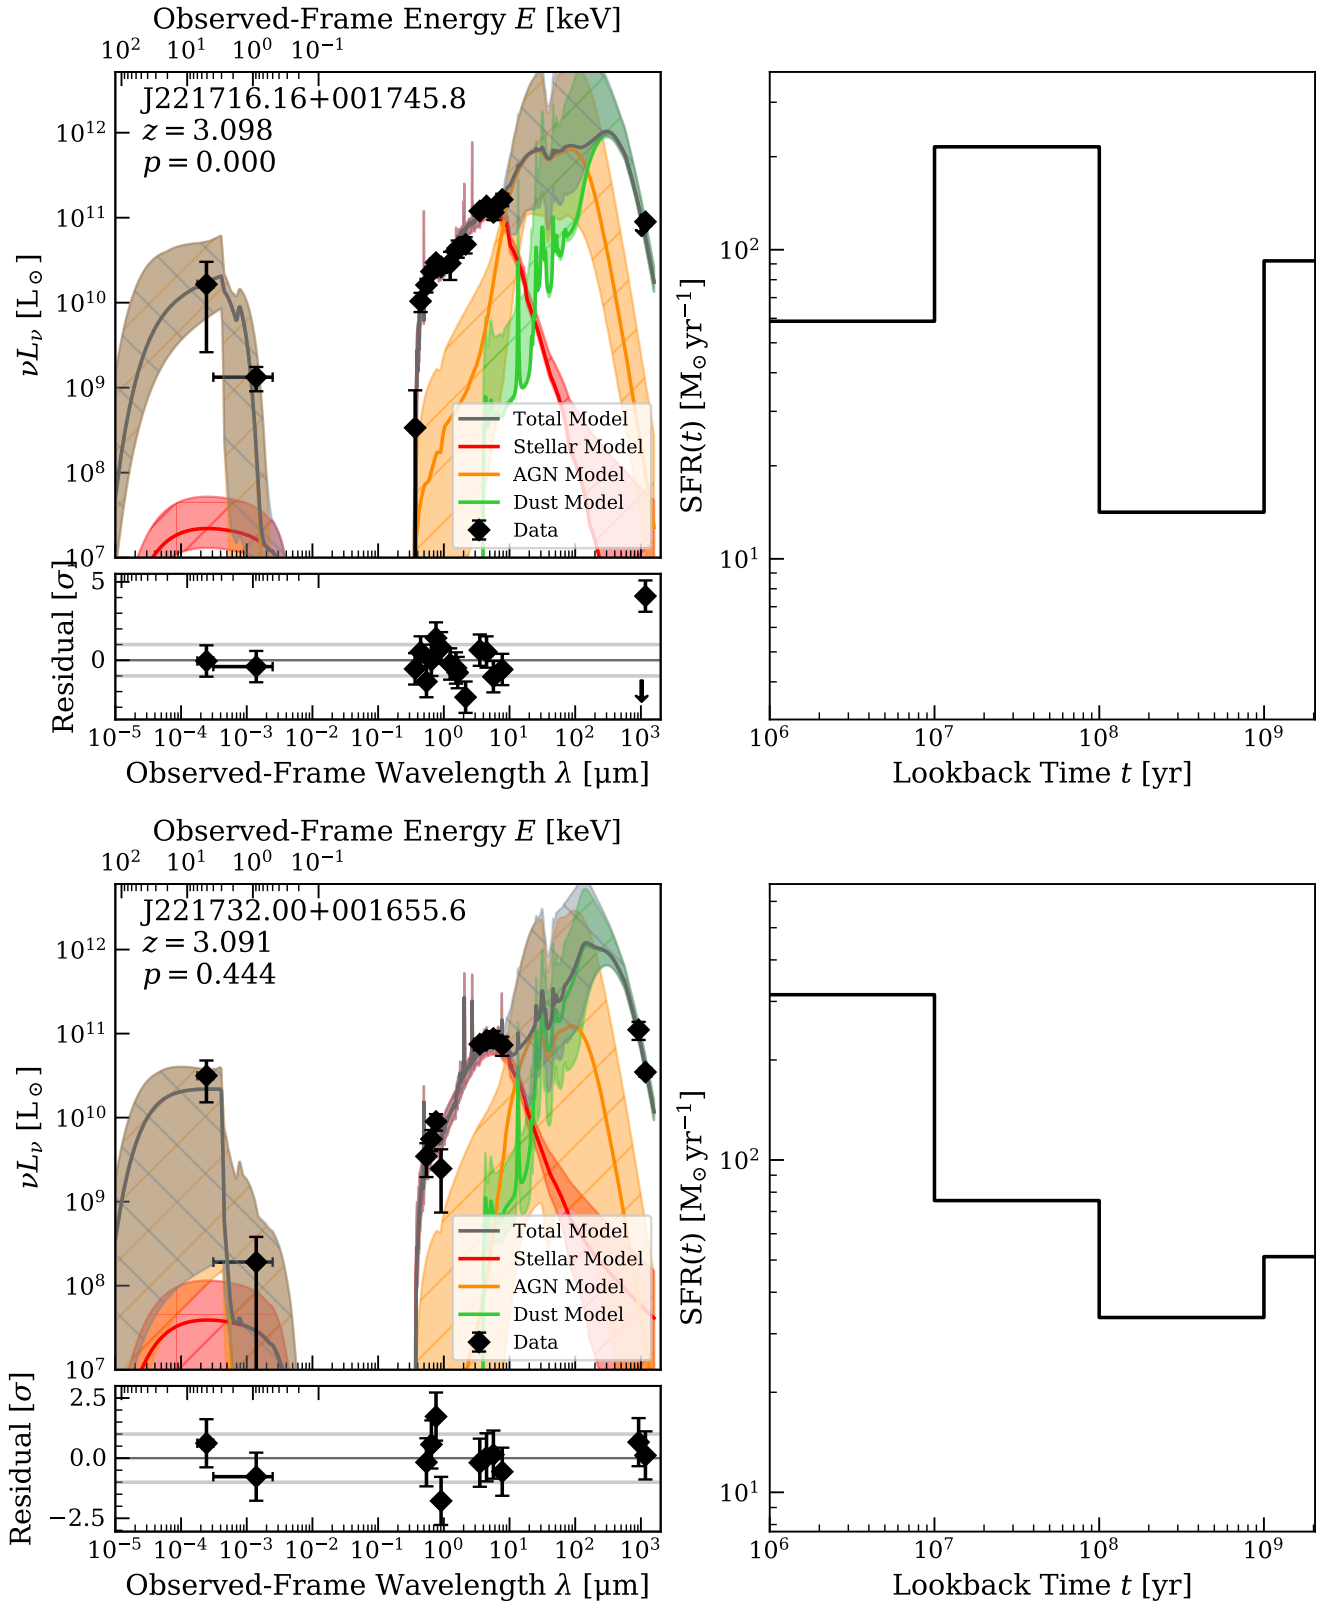 Observed-Frame Energy E [keV]
10² 10¹ 10⁰ 10⁻¹
J221716.16+001745.8
z = 3.098
p = 0.000
10¹²
10¹¹
10¹⁰
10⁹
10⁸
10⁷
νL_ν [L⊙]
Total Model
Stellar Model
AGN Model
Dust Model
Data
5
0
Residual [σ]
10⁻⁵ 10⁻⁴ 10⁻³ 10⁻² 10⁻¹ 10⁰ 10¹ 10² 10³
Observed-Frame Wavelength λ [μm]
SFR(t) [M⊙ yr⁻¹]
10²
10¹
10⁶ 10⁷ 10⁸ 10⁹
Lookback Time t [yr]
Observed-Frame Energy E [keV]
10² 10¹ 10⁰ 10⁻¹
J221732.00+001655.6
z = 3.091
p = 0.444
10¹²
10¹¹
10¹⁰
10⁹
10⁸
10⁷
νL_ν [L⊙]
Total Model
Stellar Model
AGN Model
Dust Model
Data
2.5
0.0
−2.5
Residual [σ]
10⁻⁵ 10⁻⁴ 10⁻³ 10⁻² 10⁻¹ 10⁰ 10¹ 10² 10³
Observed-Frame Wavelength λ [μm]
SFR(t) [M⊙ yr⁻¹]
10²
10¹
10⁶ 10⁷ 10⁸ 10⁹
Lookback Time t [yr]